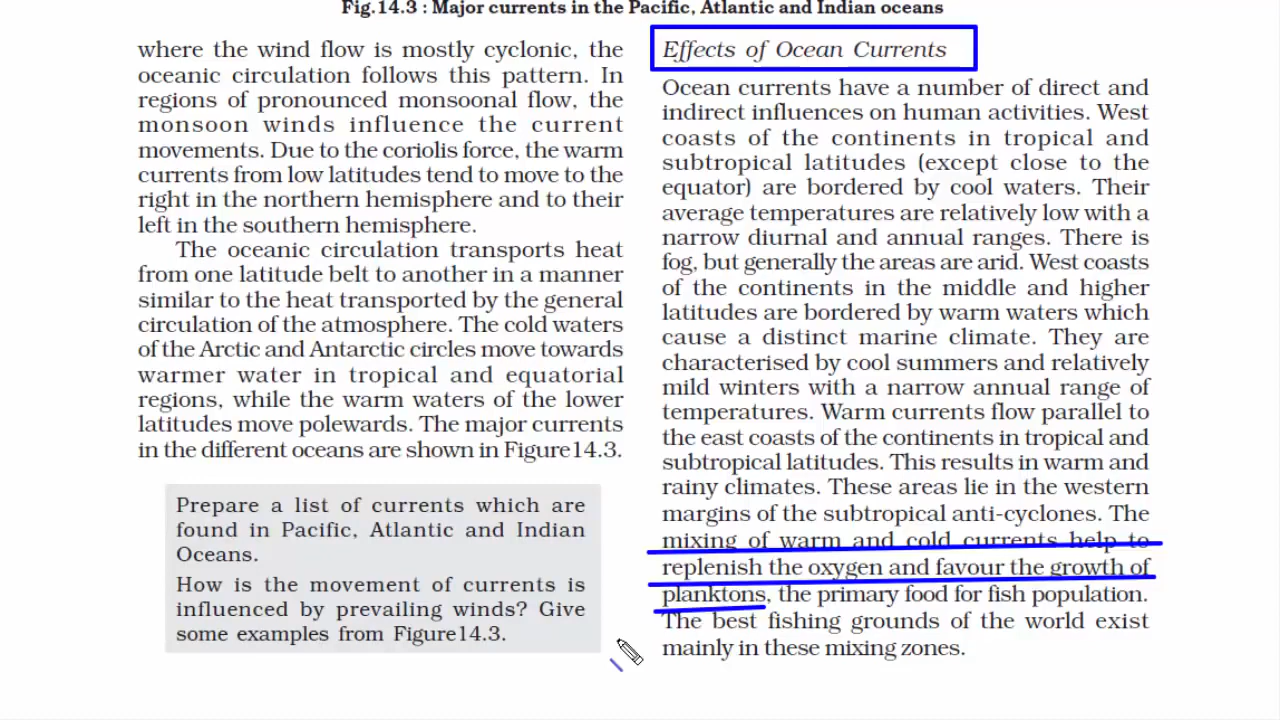 Fig.14.3 : Major currents in the Pacific, Atlantic and Indian oceans
where the wind flow is mostly cyclonic, the
oceanic circulation follows this pattern. In
regions of pronounced monsoonal flow, the
monsoon winds influence the current
movements. Due to the coriolis force, the warm
currents from low latitudes tend to move to the
right in the northern hemisphere and to their
left in the southern hemisphere.
The oceanic circulation transports heat
from one latitude belt to another in a manner
similar to the heat transported by the general
circulation of the atmosphere. The cold waters
of the Arctic and Antarctic circles move towards
warmer water in tropical and equatorial
regions, while the warm waters of the lower
latitudes move polewards. The major currents
in the different oceans are shown in Figure14.3.
Prepare a list of currents which are
found in Pacific, Atlantic and Indian
Oceans.
How is the movement of currents is
influenced by prevailing winds? Give
some examples from Figure14.3.
Effects of Ocean Currents
Ocean currents have a number of direct and
indirect influences on human activities. West
coasts of the continents in tropical and
subtropical latitudes (except close to the
equator) are bordered by cool waters. Their
average temperatures are relatively low with a
narrow diurnal and annual ranges. There is
fog, but generally the areas are arid. West coasts
of the continents in the middle and higher
latitudes are bordered by warm waters which
cause a distinct marine climate. They are
characterised by cool summers and relatively
mild winters with a narrow annual range of
temperatures. Warm currents flow parallel to
the east coasts of the continents in tropical and
subtropical latitudes. This results in warm and
rainy climates. These areas lie in the western
margins of the subtropical anti-cyclones. The
mixing of warm and cold currents help to
replenish the oxygen and favour the growth of
planktons, the primary food for fish population.
The best fishing grounds of the world exist
mainly in these mixing zones.